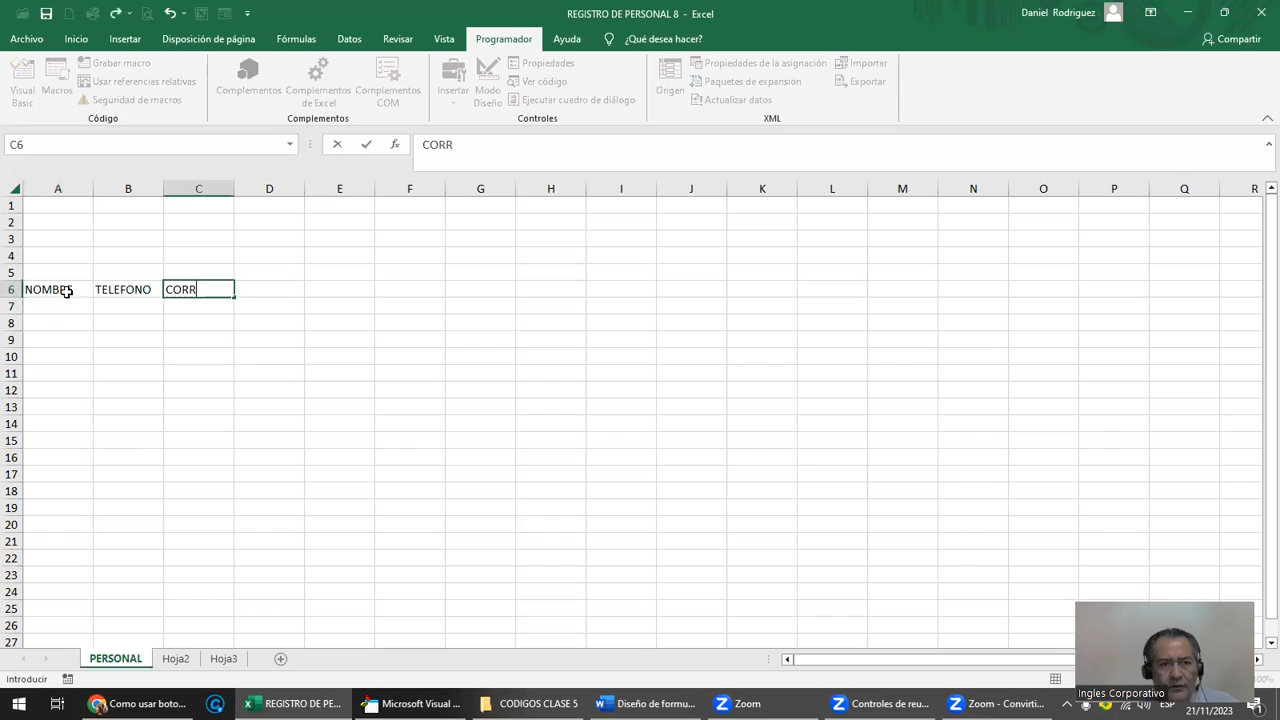 REGISTRO DE PERSONAL 8 - Excel
Daniel Rodriguez
Archivo Inicio Insertar Disposición de página Fórmulas Datos Revisar Vista Programador Ayuda ¿Qué desea hacer? Compartir
Visual Basic
Macros
Grabar macro
Usar referencias relativas
Seguridad de macros
Código
Complementos
Complementos de Excel
Complementos COM
Complementos
Insertar
Modo Diseño
Propiedades
Ver código
Ejecutar cuadro de diálogo
Controles
Origen
Propiedades de la asignación
Paquetes de expansión
Actualizar datos
Importar
Exportar
XML
C6
fx
CORR
A B C D E F G H I J K L M N O P Q R
1
2
3
4
5
6 NOMBRE TELEFONO CORR
7
8
9
10
11
12
13
14
15
16
17
18
19
20
21
22
23
24
25
26
27
PERSONAL Hoja2 Hoja3
Introducir
Ingles Corporativo
Como usar boto...
REGISTRO DE PE...
Microsoft Visual ...
CODIGOS CLASE 5
Diseño de formu...
Zoom
Controles de reu...
Zoom - Convirti...
ESP
21/11/2023